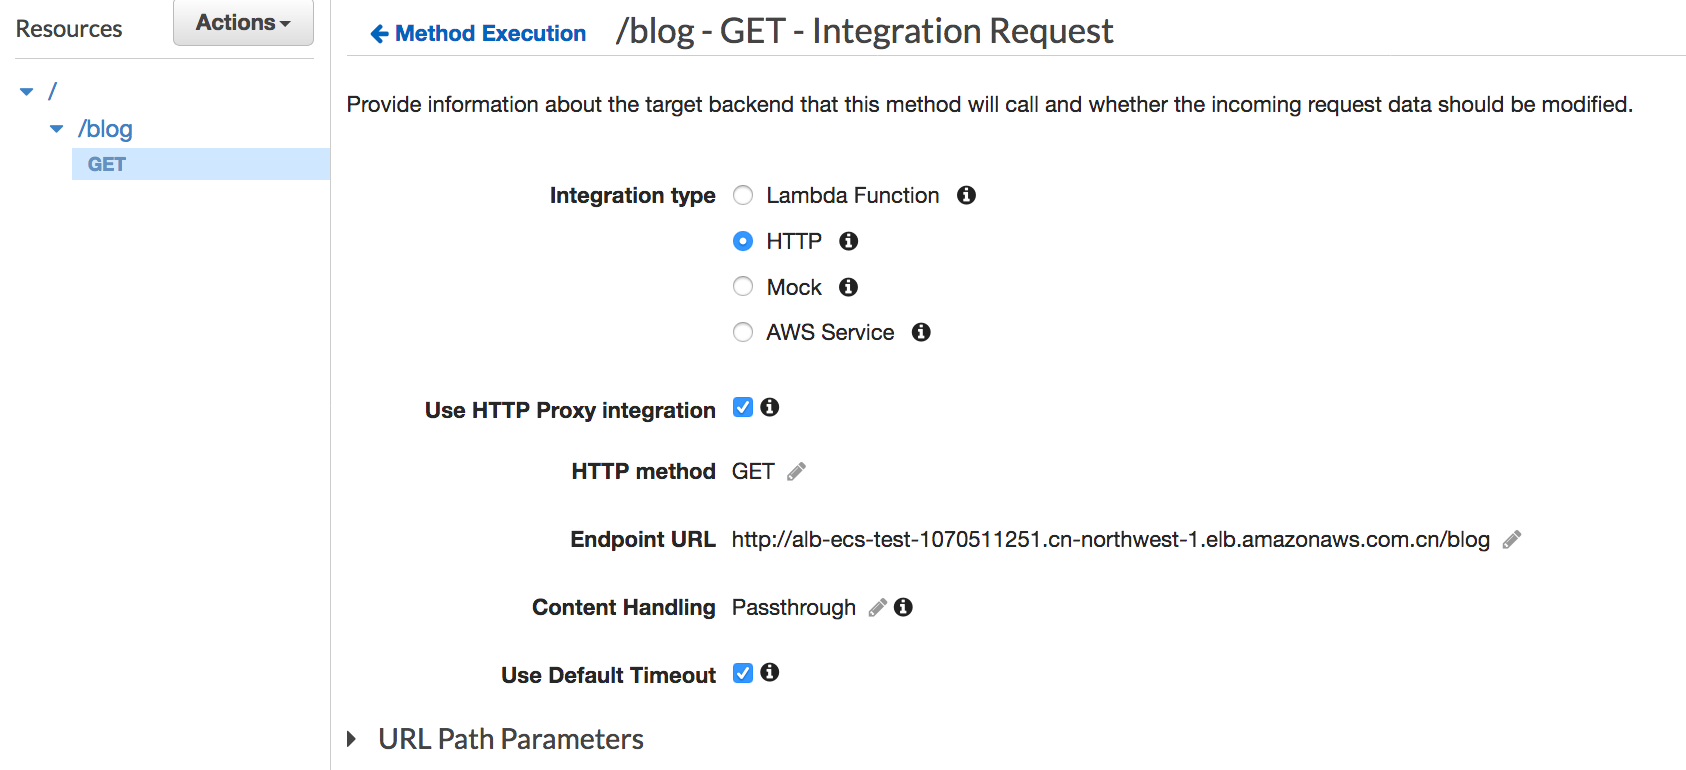 Resources
Actions
/
/blog
GET
Method Execution
/blog - GET - Integration Request
Provide information about the target backend that this method will call and whether the incoming request data should be modified.
Integration type
Lambda Function
HTTP
Mock
AWS Service
Use HTTP Proxy integration
HTTP method GET
Endpoint URL http://alb-ecs-test-1070511251.cn-northwest-1.elb.amazonaws.com.cn/blog
Content Handling Passthrough
Use Default Timeout
URL Path Parameters